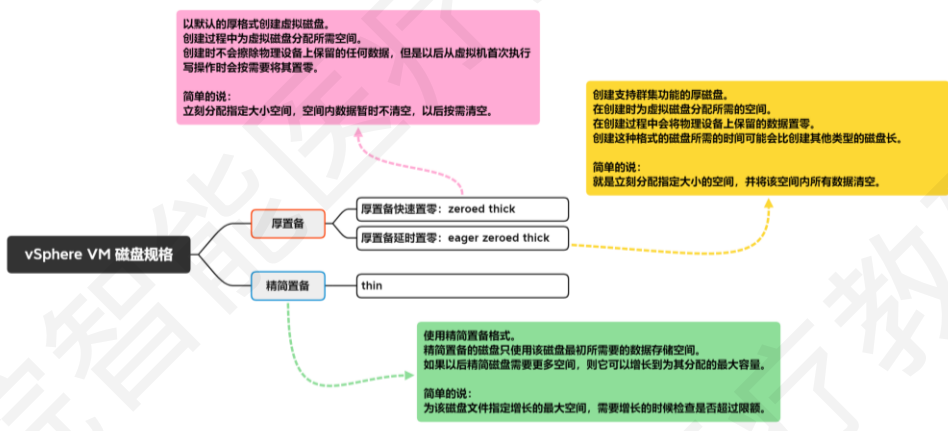 以默认的厚格式创建虚拟磁盘。
创建过程中为虚拟磁盘分配所需空间。
创建时不会擦除物理设备上保留的任何数据，但是以后从虚拟机首次执行
写操作时会按需要将其置零。
简单的说：
立刻分配指定大小空间，空间内数据暂时不清空，以后按需清空。
创建支持群集功能的厚磁盘。
在创建时为虚拟磁盘分配所需的空间。
在创建过程中会将物理设备上保留的数据置零。
创建这种格式的磁盘所需的时间可能会比创建其他类型的磁盘长。
简单的说：
就是立刻分配指定大小的空间，并将该空间内所有数据清空。
vSphere VM 磁盘规格
厚置备
厚置备快速置零：zeroed thick
厚置备延时置零：eager zeroed thick
精简置备
thin
使用精简置备格式。
精简置备的磁盘只使用该磁盘最初所需要的数据存储空间。
如果以后精简磁盘需要更多空间，则它可以增长到为其分配的最大容量。
简单的说：
为该磁盘文件指定增长的最大空间，需要增长的时候检查是否超过限额。
院智能医疗
疗教